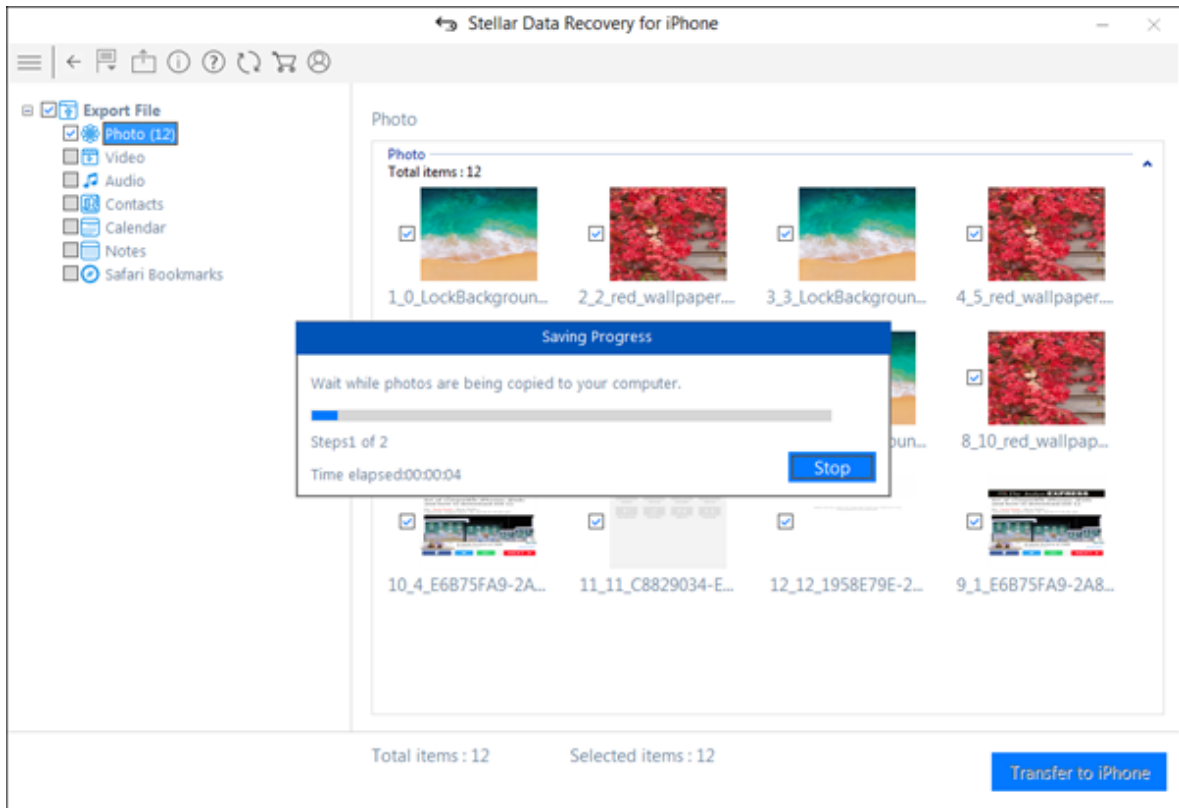 Stellar Data Recovery for iPhone
Export File
Photo (12)
Video
Audio
Contacts
Calendar
Notes
Safari Bookmarks
Photo
Photo
Total items : 12
1_0_LockBackgroun...
2_2_red_wallpaper....
3_3_LockBackgroun...
4_5_red_wallpaper....
Saving Progress
Wait while photos are being copied to your computer.
Steps1 of 2
Time elapsed:00:00:04
Stop
8_10_red_wallpap...
EXPRESS
10_4_E6B75FA9-2A...
11_11_C8829034-E...
12_12_1958E79E-2...
9_1_E6B75FA9-2A8...
Total items : 12
Selected items : 12
Transfer to iPhone